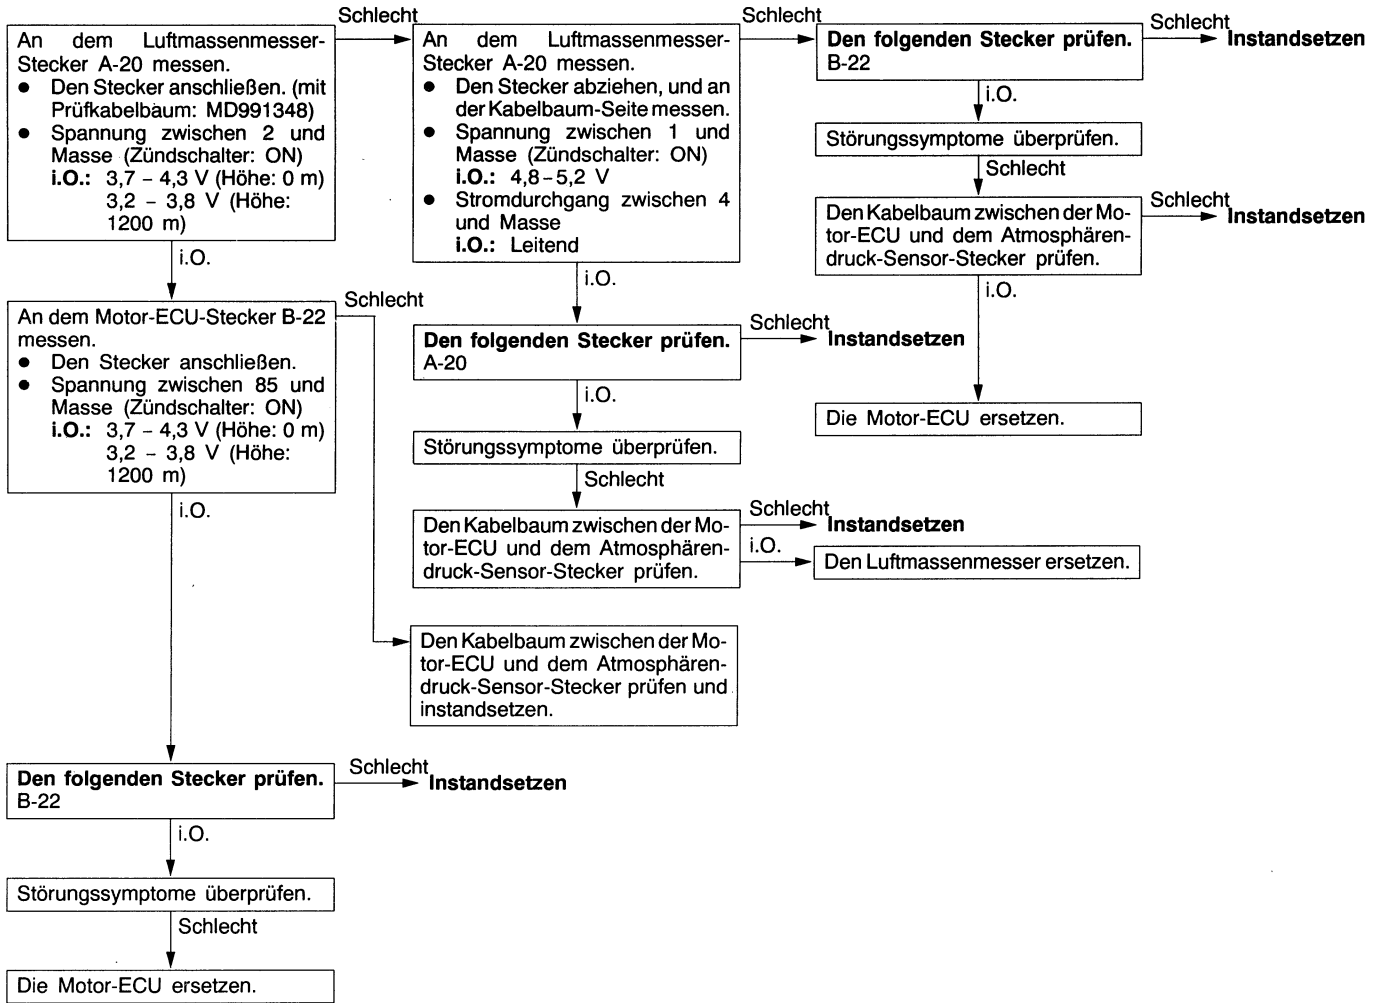 An dem Luftmassenmesser-
Stecker A-20 messen.
● Den Stecker anschließen. (mit
Prüfkabelbaum: MD991348)
● Spannung zwischen 2 und
Masse (Zündschalter: ON)
i.O.: 3,7 – 4,3 V (Höhe: 0 m)
3,2 – 3,8 V (Höhe:
1200 m)
Schlecht
i.O.
An dem Luftmassenmesser-
Stecker A-20 messen.
● Den Stecker abziehen, und an
der Kabelbaum-Seite messen.
● Spannung zwischen 1 und
Masse (Zündschalter: ON)
i.O.: 4,8–5,2 V
● Stromdurchgang zwischen 4
und Masse
i.O.: Leitend
Schlecht
i.O.
Den folgenden Stecker prüfen.
B-22
Schlecht
Instandsetzen
i.O.
Störungssymptome überprüfen.
Schlecht
Den Kabelbaum zwischen der Mo-
tor-ECU und dem Atmosphären-
druck-Sensor-Stecker prüfen.
Schlecht
Instandsetzen
i.O.
Die Motor-ECU ersetzen.
An dem Motor-ECU-Stecker B-22
messen.
● Den Stecker anschließen.
● Spannung zwischen 85 und
Masse (Zündschalter: ON)
i.O.: 3,7 – 4,3 V (Höhe: 0 m)
3,2 – 3,8 V (Höhe:
1200 m)
Schlecht
i.O.
Den folgenden Stecker prüfen.
A-20
Schlecht
Instandsetzen
i.O.
Störungssymptome überprüfen.
Schlecht
Den Kabelbaum zwischen der Mo-
tor-ECU und dem Atmosphären-
druck-Sensor-Stecker prüfen.
Schlecht
Instandsetzen
i.O.
Den Luftmassenmesser ersetzen.
Den Kabelbaum zwischen der Mo-
tor-ECU und dem Atmosphären-
druck-Sensor-Stecker prüfen und
instandsetzen.
Den folgenden Stecker prüfen.
B-22
Schlecht
Instandsetzen
i.O.
Störungssymptome überprüfen.
Schlecht
Die Motor-ECU ersetzen.